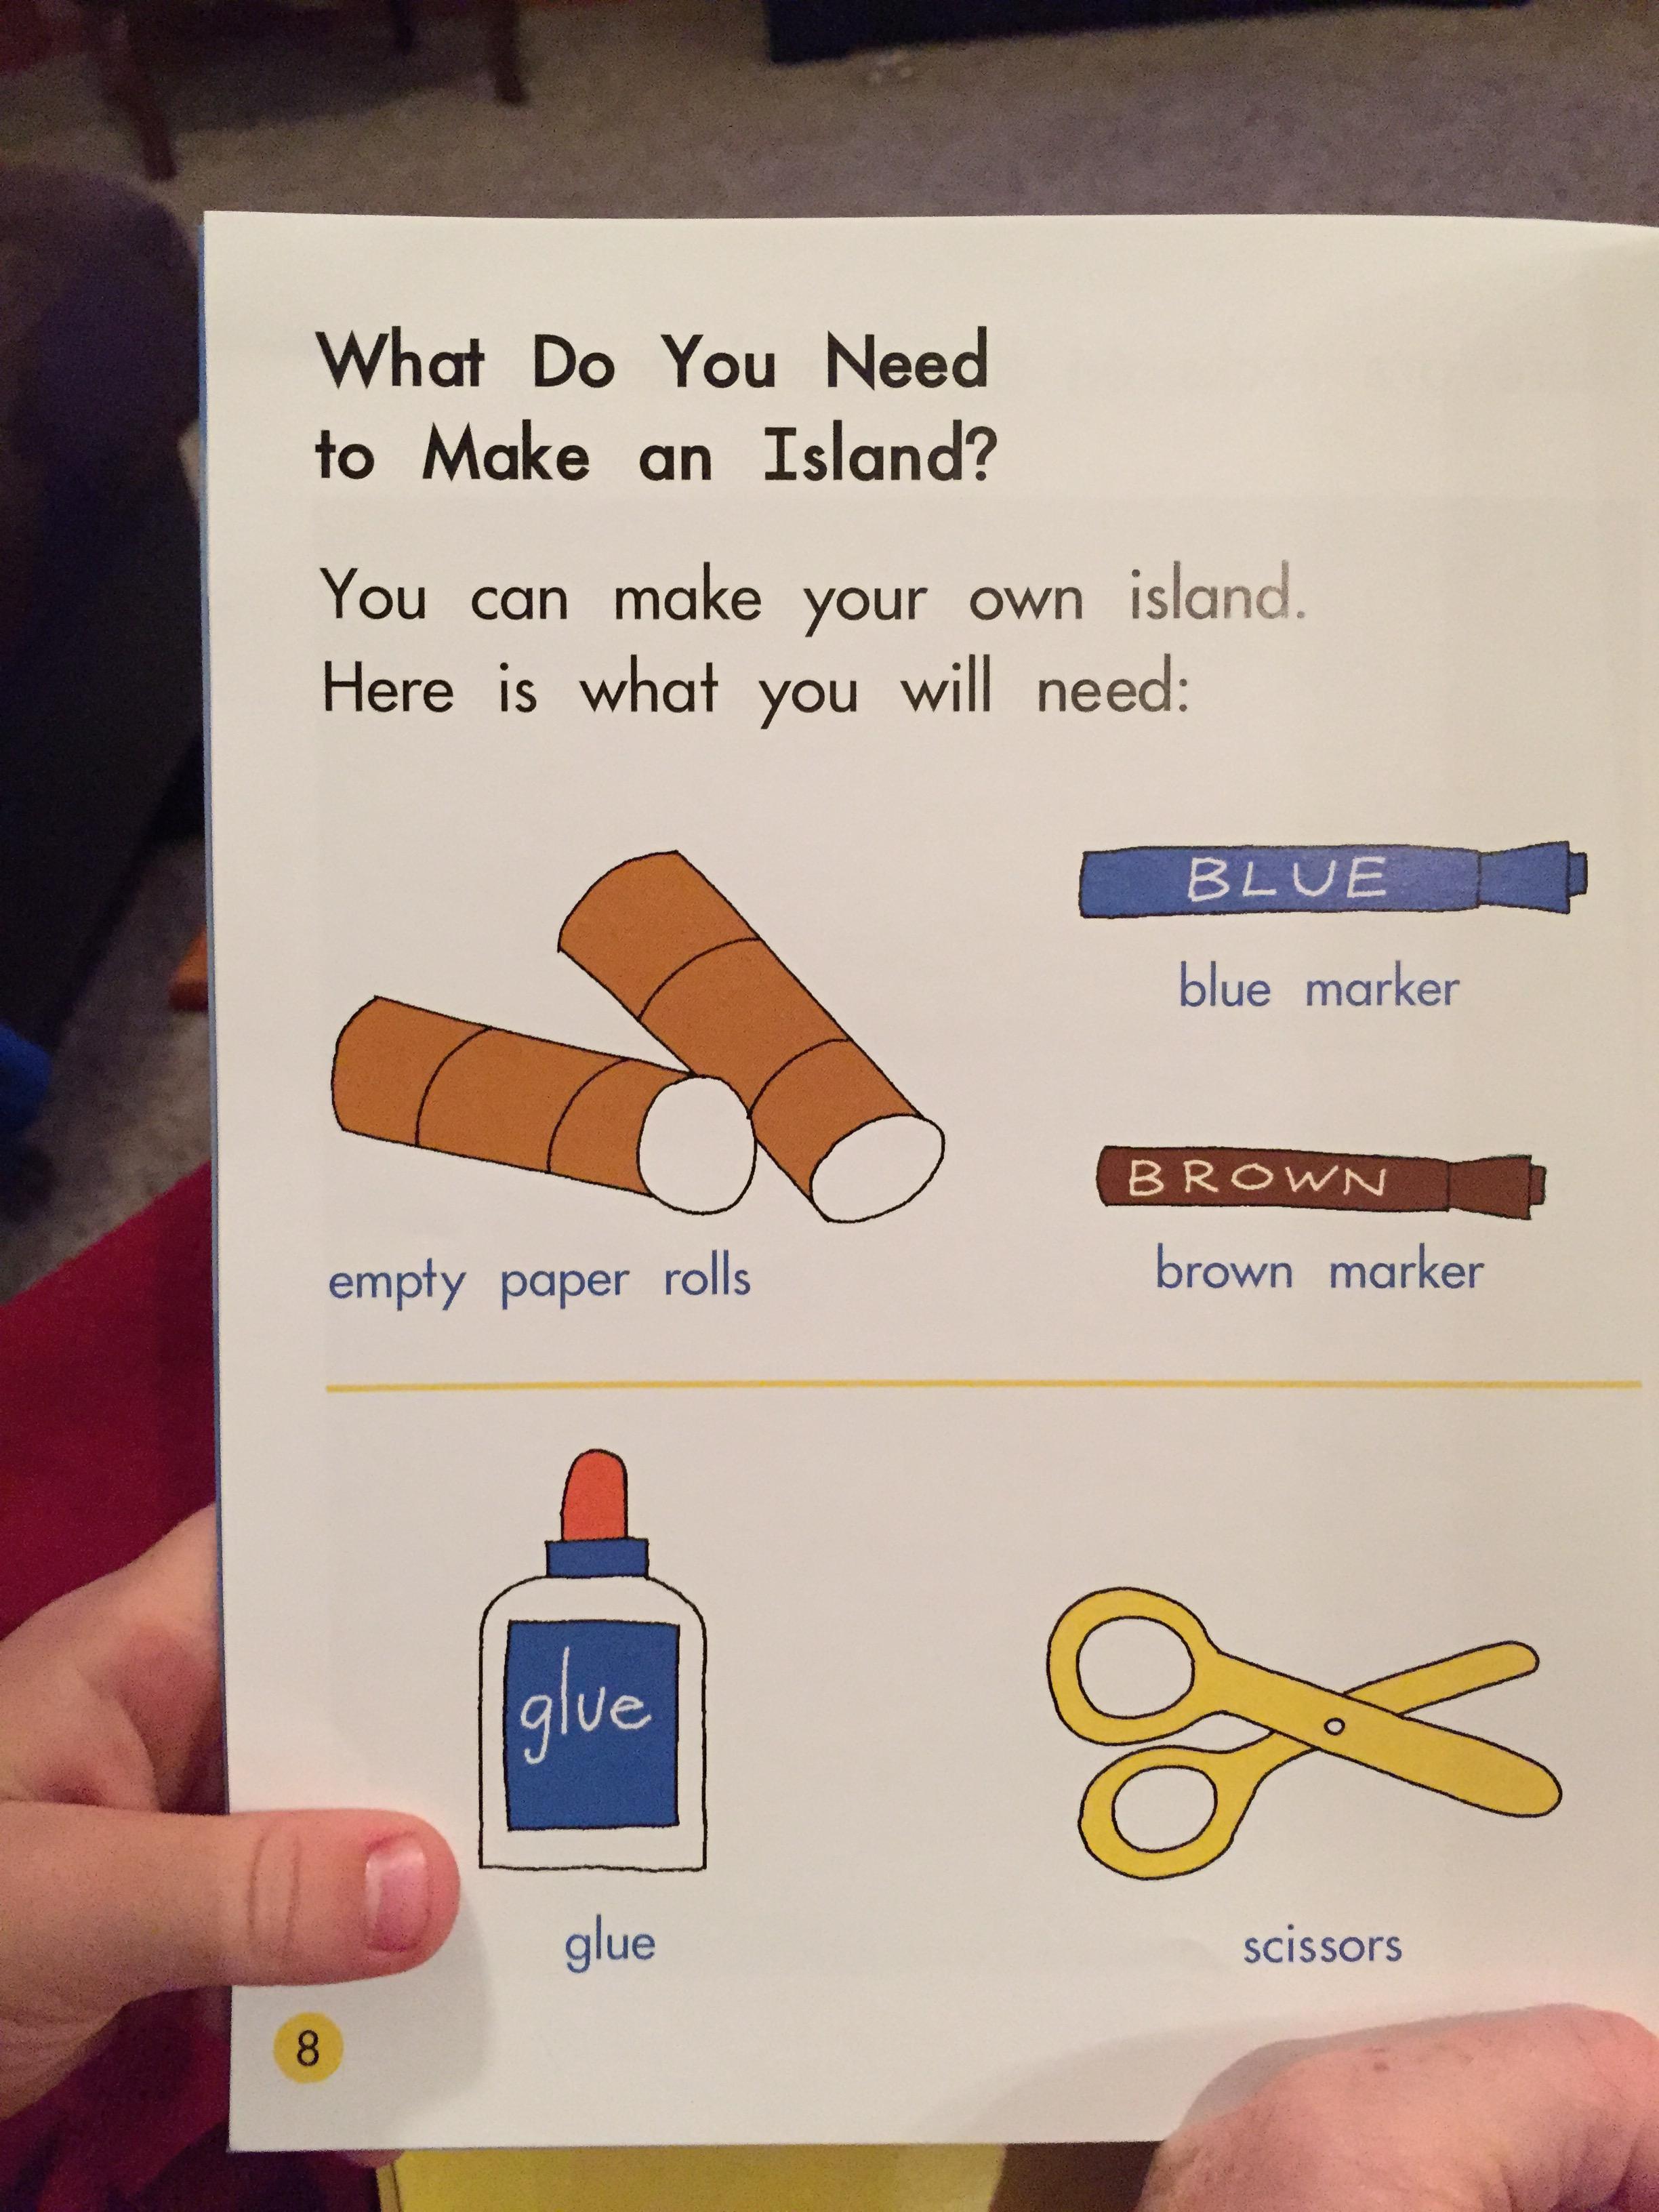 What Do You Need
to Make an Island?
You can make your own island.
Here is what you will need:
BLUE
blue marker
BROWN
empty paper rolls
brown marker
glue
glue
scissors
8